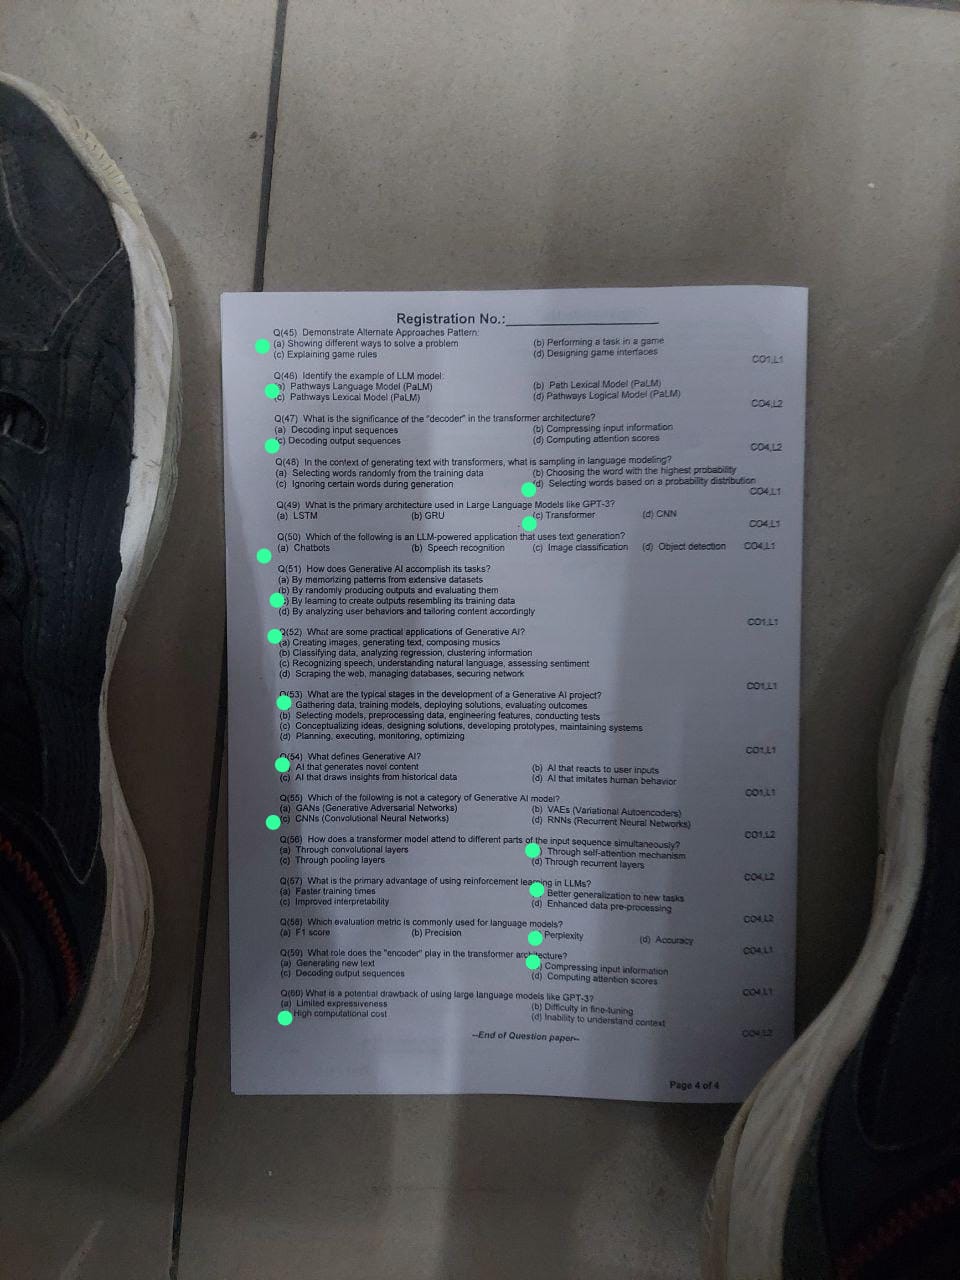 Registration No.:
Q(45) Demonstrate Alternate Approaches Pattern:
(a) Showing different ways to solve a problem (b) Performing a task in a game
(c) Explaining game rules (d) Designing game interfaces
CO1,L1
Q(46) Identify the example of LLM model:
Pathways Language Model (PaLM) (b) Path Lexical Model (PaLM)
(c) Pathways Lexical Model (PaLM) (d) Pathways Logical Model (PaLM)
CO4,L2
Q(47) What is the significance of the "decoder" in the transformer architecture?
(a) Decoding input sequences (b) Compressing input information
(c) Decoding output sequences (d) Computing attention scores
CO4,L2
Q(48) In the context of generating text with transformers, what is sampling in language modeling?
(a) Selecting words randomly from the training data (b) Choosing the word with the highest probability
(c) Ignoring certain words during generation (d) Selecting words based on a probability distribution
CO4,L1
Q(49) What is the primary architecture used in Large Language Models like GPT-3?
(a) LSTM (b) GRU (c) Transformer (d) CNN
CO4,L1
Q(50) Which of the following is an LLM-powered application that uses text generation?
(a) Chatbots (b) Speech recognition (c) Image classification (d) Object detection CO4,L1
Q(51) How does Generative AI accomplish its tasks?
(a) By memorizing patterns from extensive datasets
(b) By randomly producing outputs and evaluating them
By learning to create outputs resembling its training data
(d) By analyzing user behaviors and tailoring content accordingly
CO1,L1
Q(52) What are some practical applications of Generative AI?
(a) Creating images, generating text, composing musics
(b) Classifying data, analyzing regression, clustering information
(c) Recognizing speech, understanding natural language, assessing sentiment
(d) Scraping the web, managing databases, securing network
CO1,L1
Q(53) What are the typical stages in the development of a Generative AI project?
Gathering data, training models, deploying solutions, evaluating outcomes
(b) Selecting models, preprocessing data, engineering features, conducting tests
(c) Conceptualizing ideas, designing solutions, developing prototypes, maintaining systems
(d) Planning, executing, monitoring, optimizing
CO1,L1
Q(54) What defines Generative AI?
AI that generates novel content (b) AI that reacts to user inputs
(c) AI that draws insights from historical data (d) AI that imitates human behavior
CO1,L1
Q(55) Which of the following is not a category of Generative AI model?
(a) GANs (Generative Adversarial Networks) (b) VAEs (Variational Autoencoders)
(c) CNNs (Convolutional Neural Networks) (d) RNNs (Recurrent Neural Networks)
CO1,L2
Q(56) How does a transformer model attend to different parts of the input sequence simultaneously?
(a) Through convolutional layers Through self-attention mechanism
(c) Through pooling layers (d) Through recurrent layers
CO4,L2
Q(57) What is the primary advantage of using reinforcement learning in LLMs?
(a) Faster training times Better generalization to new tasks
(c) Improved interpretability (d) Enhanced data pre-processing
CO4,L2
Q(58) Which evaluation metric is commonly used for language models?
(a) F1 score (b) Precision Perplexity (d) Accuracy
CO4,L1
Q(59) What role does the "encoder" play in the transformer architecture?
(a) Generating new text Compressing input information
(c) Decoding output sequences (d) Computing attention scores
CO4,L1
Q(60) What is a potential drawback of using large language models like GPT-3?
(a) Limited expressiveness (b) Difficulty in fine-tuning
High computational cost (d) Inability to understand context
CO4,L2
--End of Question paper--
Page 4 of 4